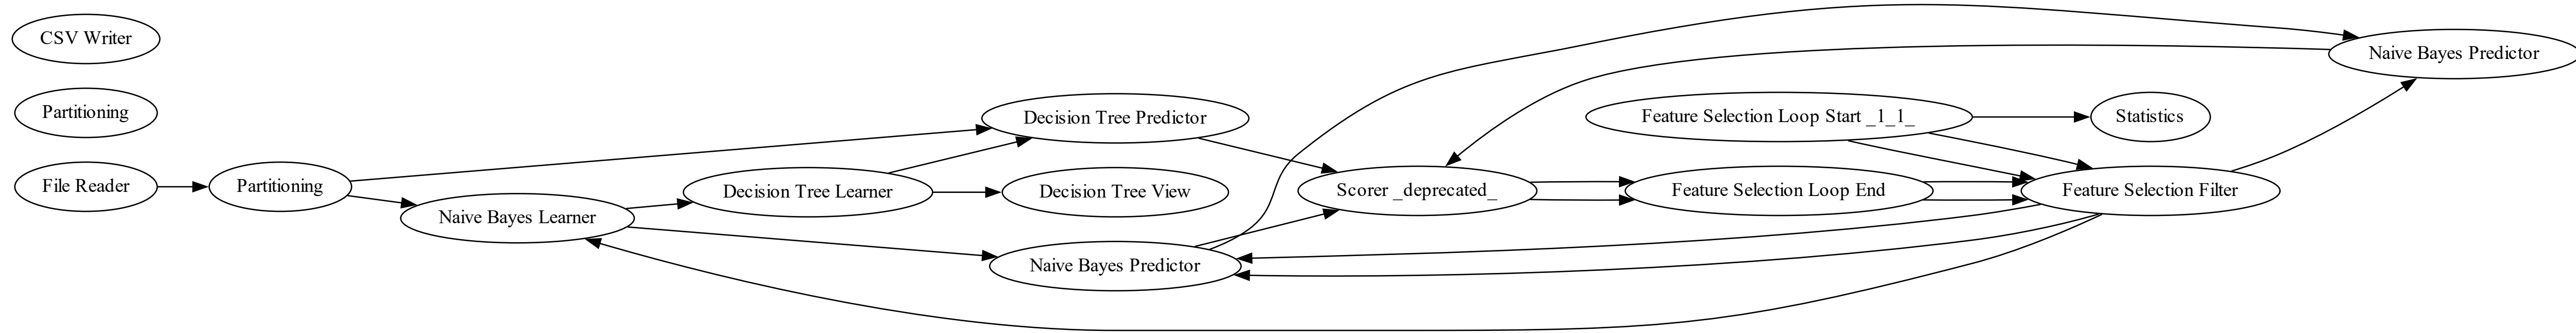 CSV Writer
Partitioning
File Reader
Partitioning
Naive Bayes Learner
Decision Tree Learner
Decision Tree Predictor
Decision Tree View
Naive Bayes Predictor
Scorer _deprecated_
Feature Selection Loop Start _1_1_
Feature Selection Loop End
Statistics
Feature Selection Filter
Naive Bayes Predictor